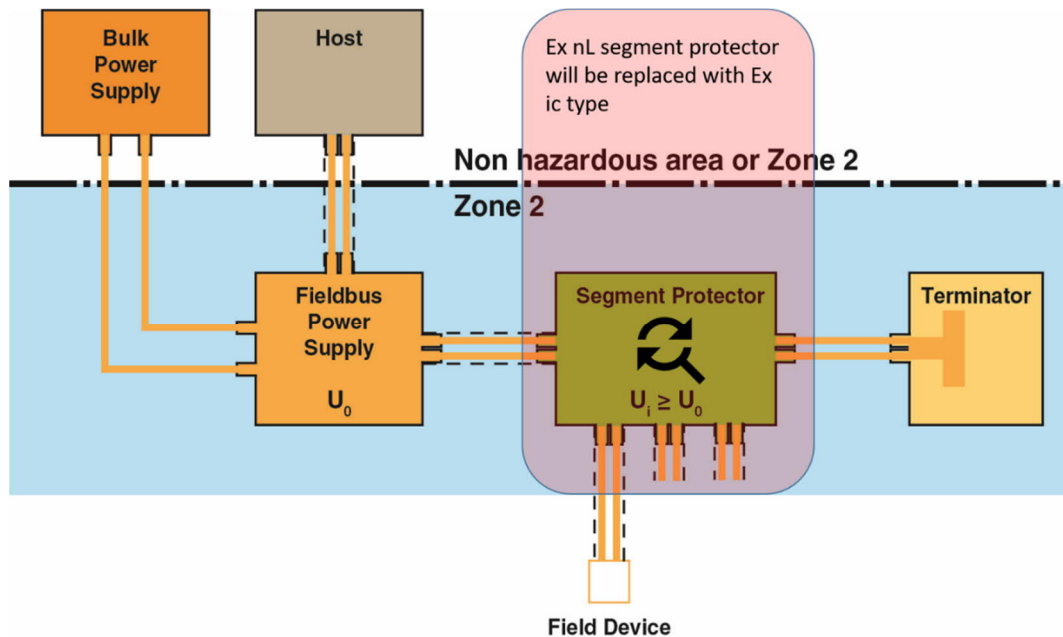 Bulk
Power
Supply
Host
Ex nL segment protector
will be replaced with Ex
ic type
Non hazardous area or Zone 2
Zone 2
Fieldbus
Power
Supply
U₀
Segment Protector
Uᵢ ≥ U₀
Terminator
Field Device